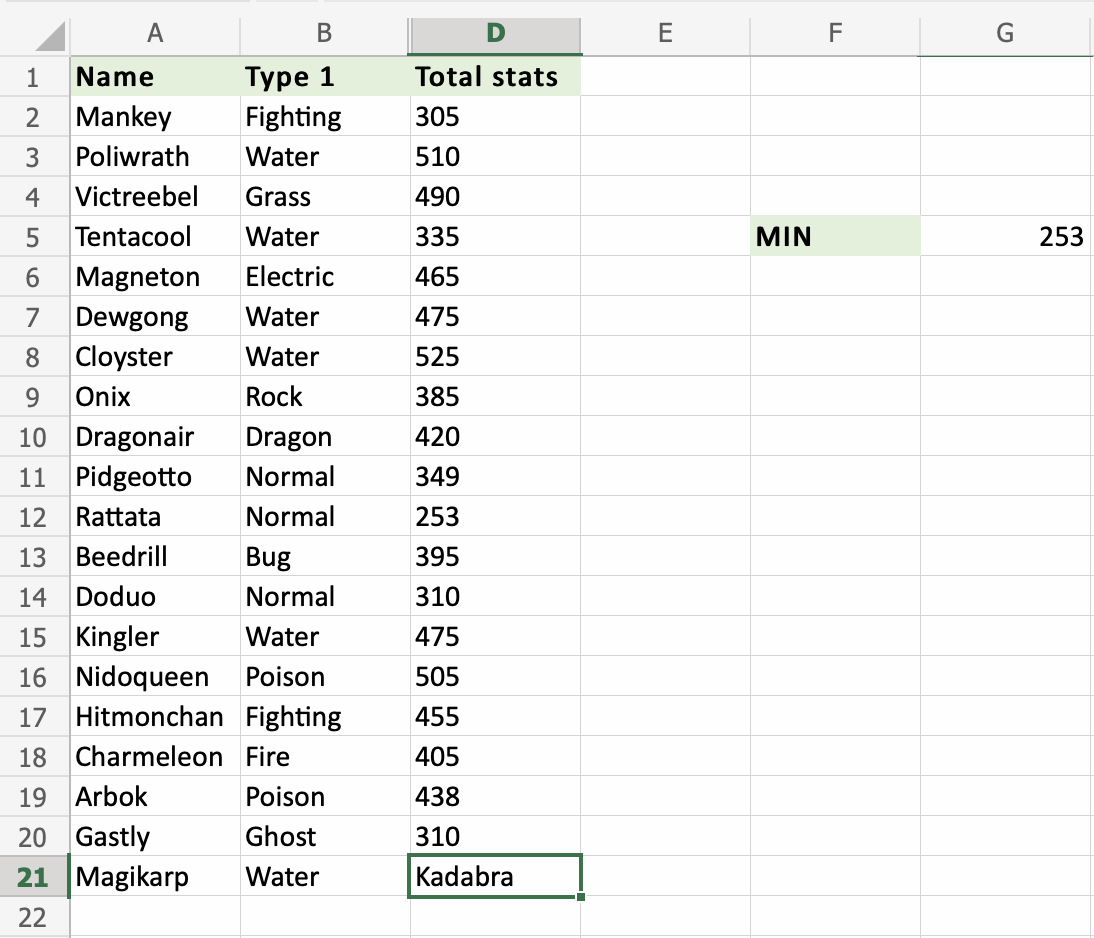 A B D E F G
1 Name Type 1 Total stats
2 Mankey Fighting 305
3 Poliwrath Water 510
4 Victreebel Grass 490
5 Tentacool Water 335 MIN 253
6 Magneton Electric 465
7 Dewgong Water 475
8 Cloyster Water 525
9 Onix Rock 385
10 Dragonair Dragon 420
11 Pidgeotto Normal 349
12 Rattata Normal 253
13 Beedrill Bug 395
14 Doduo Normal 310
15 Kingler Water 475
16 Nidoqueen Poison 505
17 Hitmonchan Fighting 455
18 Charmeleon Fire 405
19 Arbok Poison 438
20 Gastly Ghost 310
21 Magikarp Water Kadabra
22